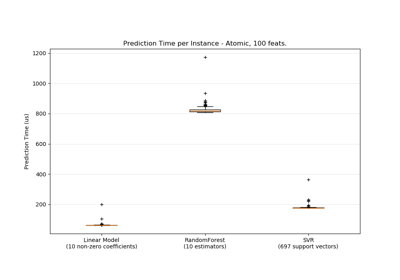 Prediction Time per Instance - Atomic, 100 feats.
1200
1000
800
600
400
200
Prediction Time (us)
Linear Model
(10 non-zero coefficients)
RandomForest
(10 estimators)
SVR
(697 support vectors)